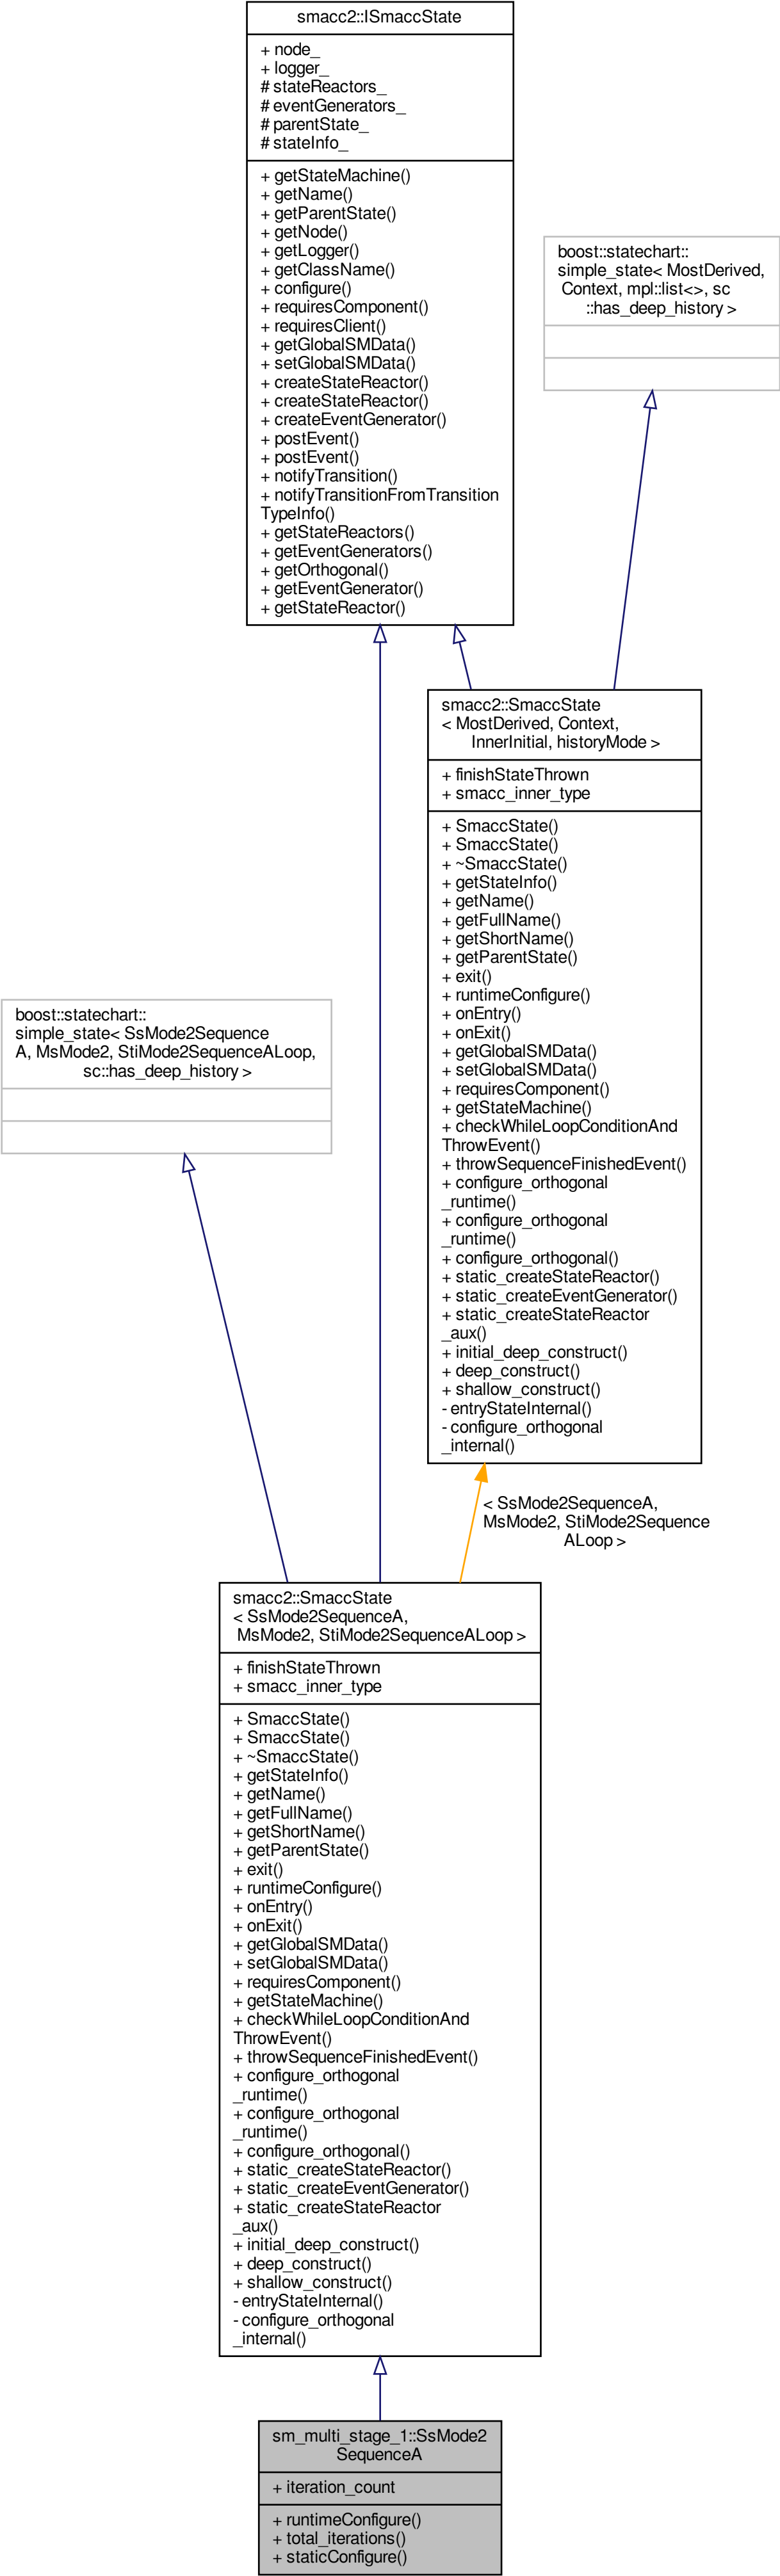 smacc2::ISmaccState
+ node_
+ logger_
# stateReactors_
# eventGenerators_
# parentState_
# stateInfo_
+ getStateMachine()
+ getName()
+ getParentState()
+ getNode()
+ getLogger()
+ getClassName()
+ configure()
+ requiresComponent()
+ requiresClient()
+ getGlobalSMData()
+ setGlobalSMData()
+ createStateReactor()
+ createStateReactor()
+ createEventGenerator()
+ postEvent()
+ postEvent()
+ notifyTransition()
+ notifyTransitionFromTransition
TypeInfo()
+ getStateReactors()
+ getEventGenerators()
+ getOrthogonal()
+ getEventGenerator()
+ getStateReactor()
boost::statechart::
simple_state< MostDerived,
Context, mpl::list<>, sc
::has_deep_history >
smacc2::SmaccState
< MostDerived, Context,
InnerInitial, historyMode >
+ finishStateThrown
+ smacc_inner_type
+ SmaccState()
+ SmaccState()
+ ~SmaccState()
+ getStateInfo()
+ getName()
+ getFullName()
+ getShortName()
+ getParentState()
+ exit()
+ runtimeConfigure()
+ onEntry()
+ onExit()
+ getGlobalSMData()
+ setGlobalSMData()
+ requiresComponent()
+ getStateMachine()
+ checkWhileLoopConditionAnd
ThrowEvent()
+ throwSequenceFinishedEvent()
+ configure_orthogonal
_runtime()
+ configure_orthogonal
_runtime()
+ configure_orthogonal()
+ static_createStateReactor()
+ static_createEventGenerator()
+ static_createStateReactor
_aux()
+ initial_deep_construct()
+ deep_construct()
+ shallow_construct()
- entryStateInternal()
- configure_orthogonal
_internal()
boost::statechart::
simple_state< SsMode2Sequence
A, MsMode2, StiMode2SequenceALoop,
sc::has_deep_history >
< SsMode2SequenceA,
MsMode2, StiMode2Sequence
ALoop >
smacc2::SmaccState
< SsMode2SequenceA,
MsMode2, StiMode2SequenceALoop >
+ finishStateThrown
+ smacc_inner_type
+ SmaccState()
+ SmaccState()
+ ~SmaccState()
+ getStateInfo()
+ getName()
+ getFullName()
+ getShortName()
+ getParentState()
+ exit()
+ runtimeConfigure()
+ onEntry()
+ onExit()
+ getGlobalSMData()
+ setGlobalSMData()
+ requiresComponent()
+ getStateMachine()
+ checkWhileLoopConditionAnd
ThrowEvent()
+ throwSequenceFinishedEvent()
+ configure_orthogonal
_runtime()
+ configure_orthogonal
_runtime()
+ configure_orthogonal()
+ static_createStateReactor()
+ static_createEventGenerator()
+ static_createStateReactor
_aux()
+ initial_deep_construct()
+ deep_construct()
+ shallow_construct()
- entryStateInternal()
- configure_orthogonal
_internal()
sm_multi_stage_1::SsMode2
SequenceA
+ iteration_count
+ runtimeConfigure()
+ total_iterations()
+ staticConfigure()